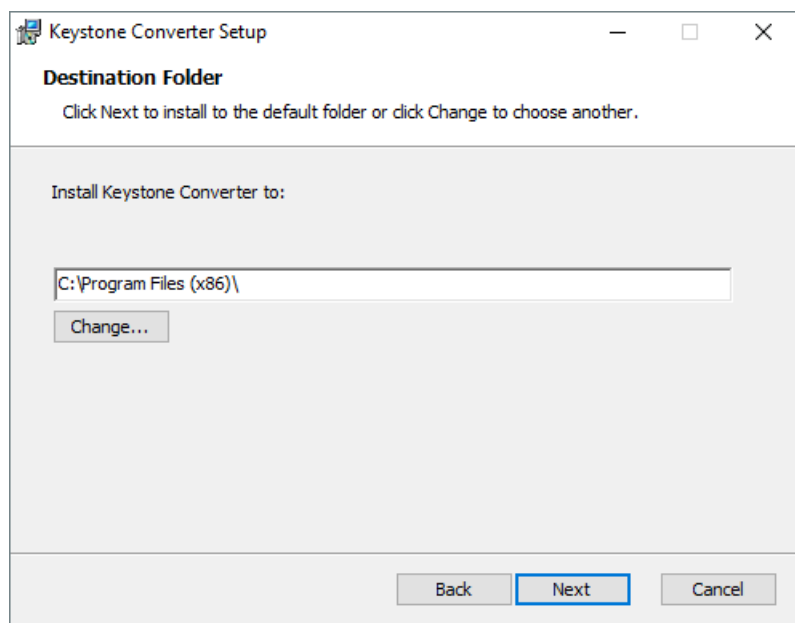 Keystone Converter Setup
Destination Folder
Click Next to install to the default folder or click Change to choose another.
Install Keystone Converter to:
C:\Program Files (x86)\
Change...
Back Next Cancel